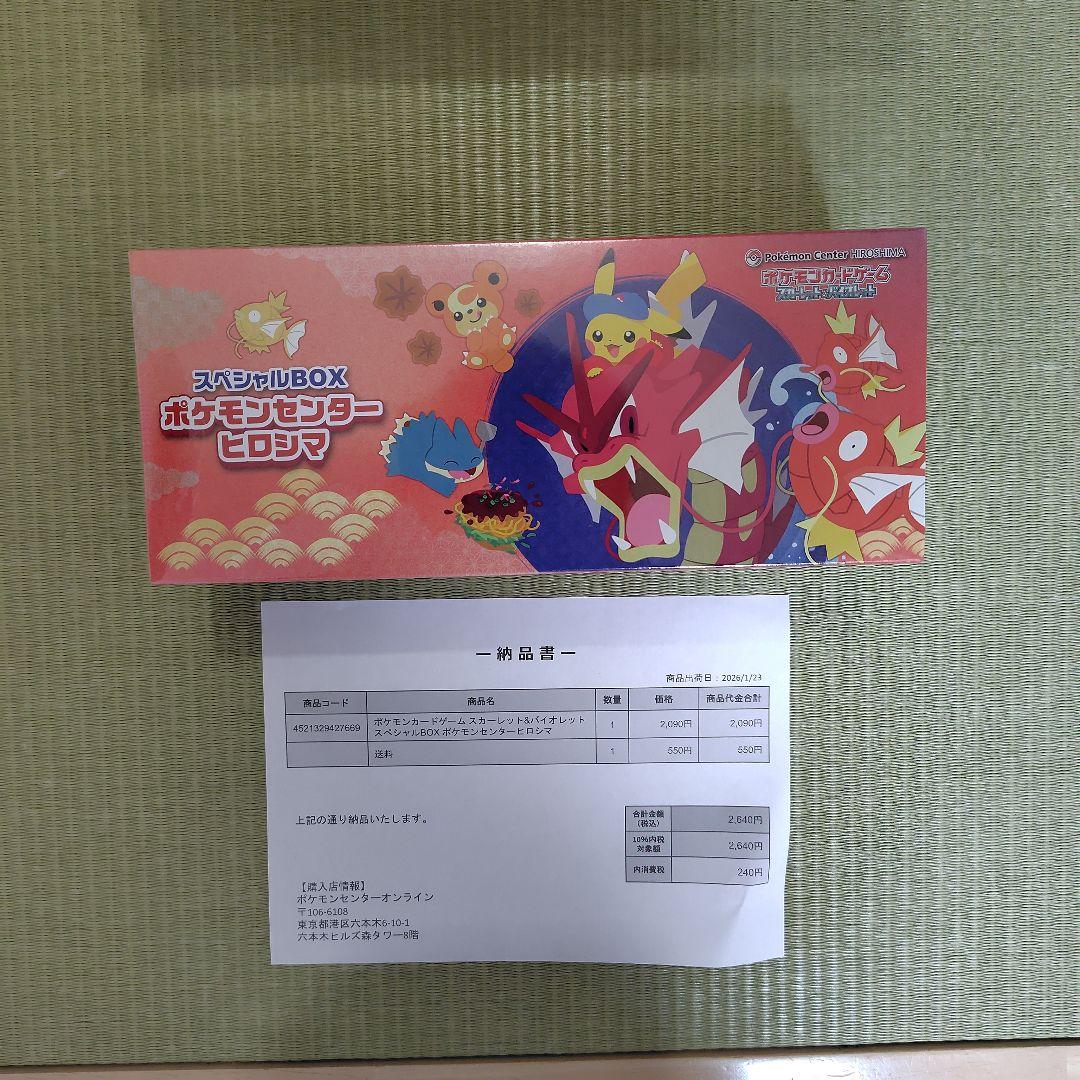 Pokémon Center HIROSHIMA
ポケモンカードゲーム
スカーレット&バイオレット
スペシャルBOX
ポケモンセンター
ヒロシマ
ー納品書ー
商品出荷日：2026/1/23
商品コード 商品名 数量 価格 商品代金合計
4521329427669 ポケモンカードゲーム スカーレット&バイオレット 1 2,090円 2,090円
スペシャルBOX ポケモンセンターヒロシマ
送料 1 550円 550円
上記の通り納品いたします。
合計金額
（税込） 2,640円
10%内税
対象額 2,640円
内消費税 240円
【購入店情報】
ポケモンセンターオンライン
〒106-6108
東京都港区六本木6-10-1
六本木ヒルズ森タワー8階